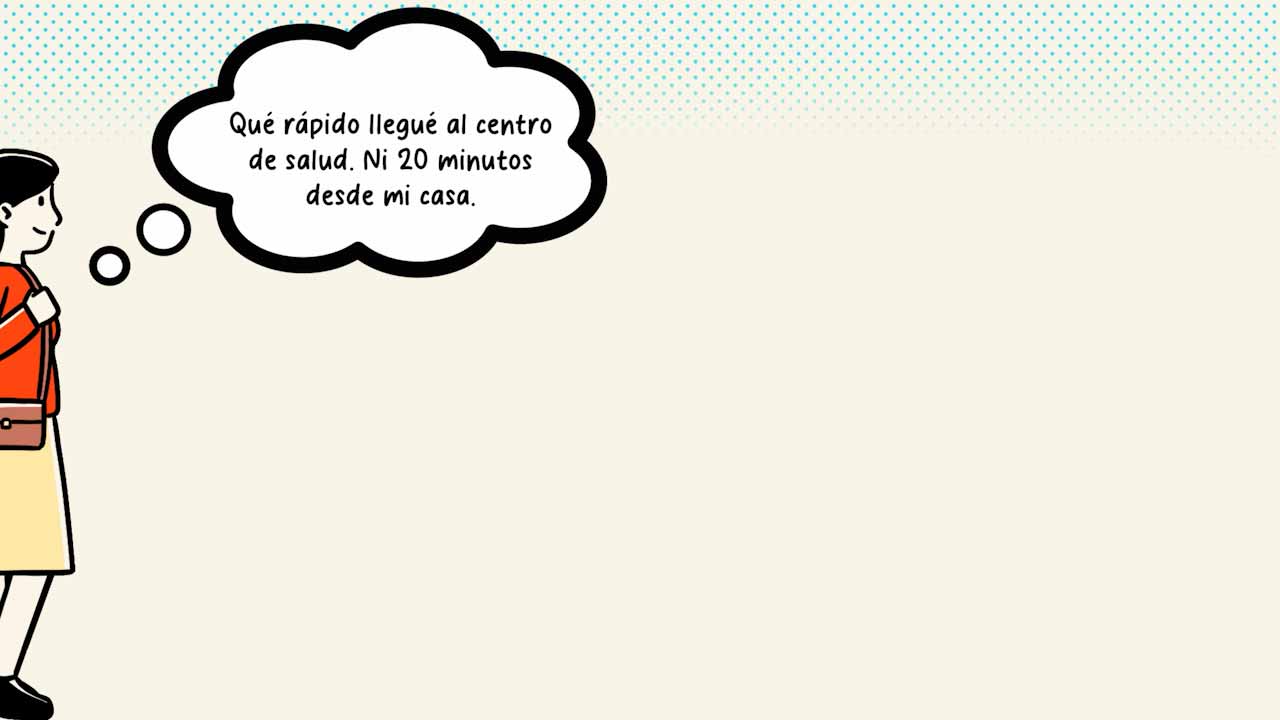 Qué rápido llegué al centro
de salud. Ni 20 minutos
desde mi casa.